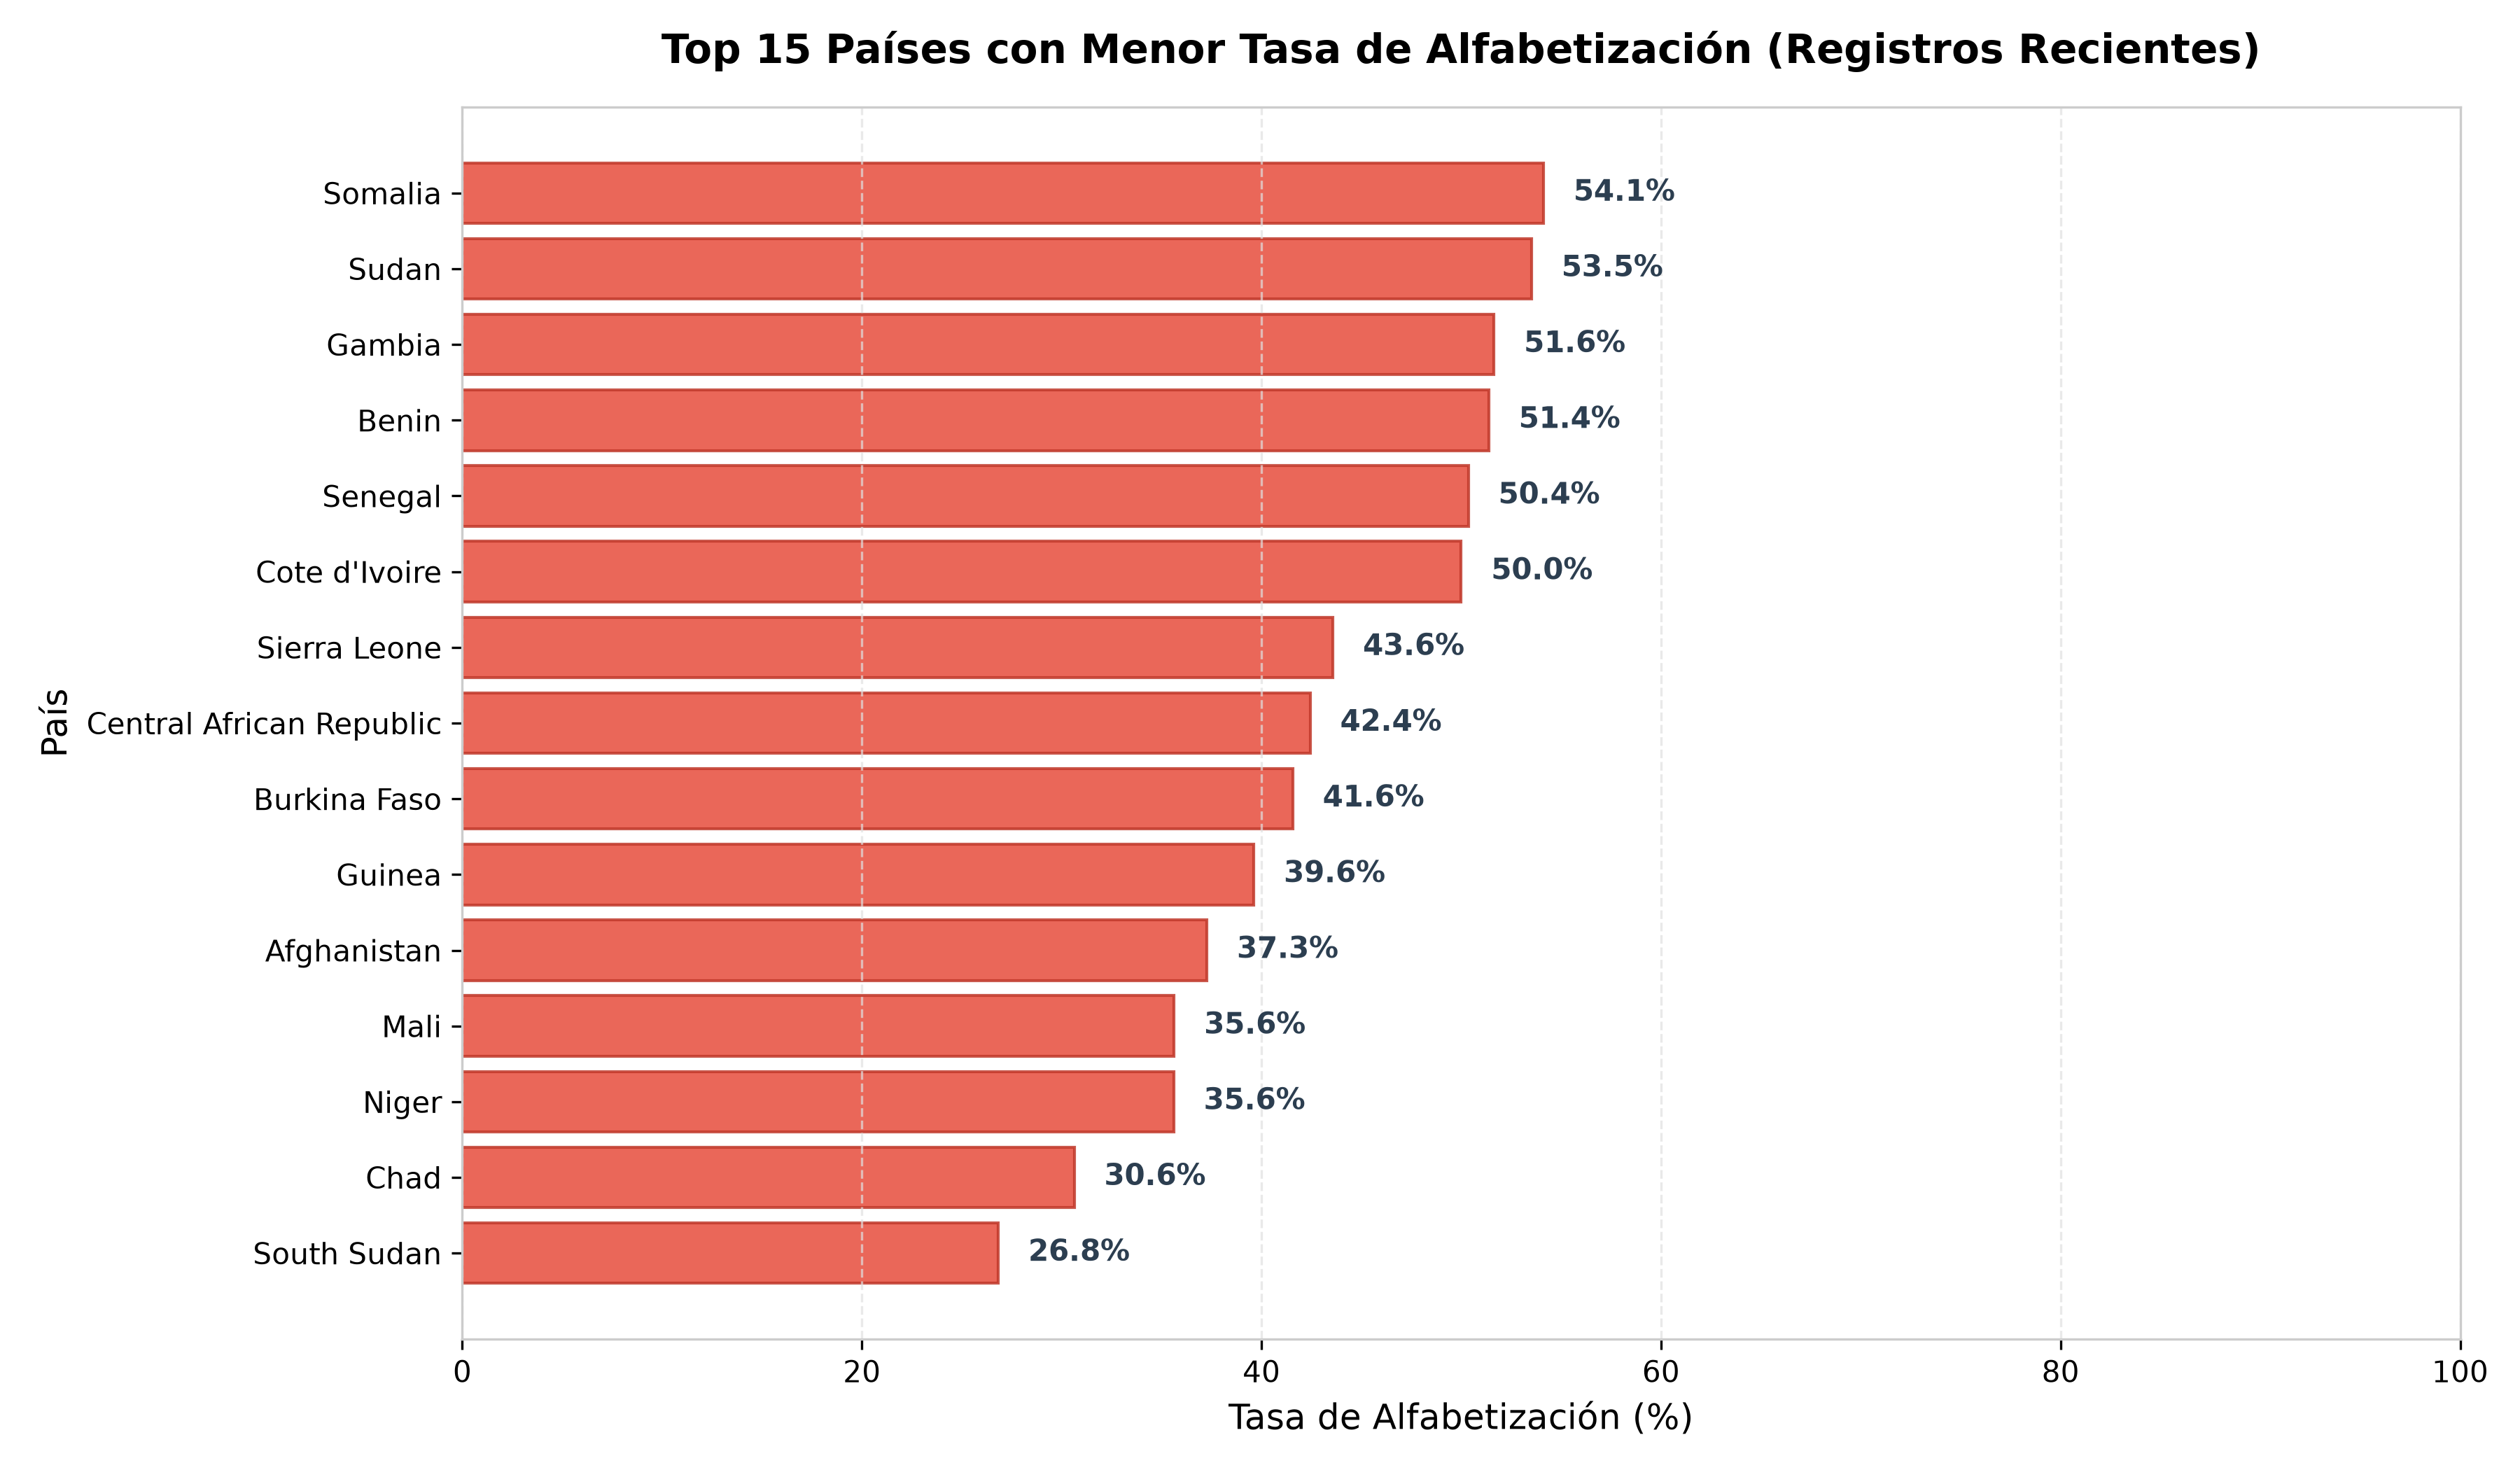 Top 15 Países con Menor Tasa de Alfabetización (Registros Recientes)
País
Somalia 54.1%
Sudan 53.5%
Gambia 51.6%
Benin 51.4%
Senegal 50.4%
Cote d'Ivoire 50.0%
Sierra Leone 43.6%
Central African Republic 42.4%
Burkina Faso 41.6%
Guinea 39.6%
Afghanistan 37.3%
Mali 35.6%
Niger 35.6%
Chad 30.6%
South Sudan 26.8%
0 20 40 60 80 100
Tasa de Alfabetización (%)